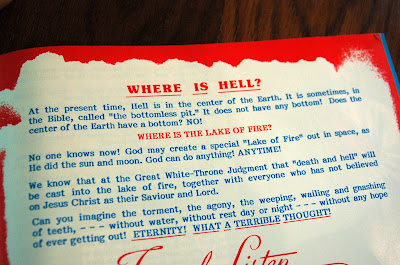 WHERE IS HELL?
At the present time, Hell is in the center of the Earth. It is sometimes, in
the Bible, called "the bottomless pit." It does not have any bottom! Does the
center of the Earth have a bottom? NO!
WHERE IS THE LAKE OF FIRE?
No one knows now! God may create a special "Lake of Fire" out in space, as
He did the sun and moon. God can do anything! ANYTIME!
We know that at the Great White-Throne Judgment that "death and hell" will
be cast into the lake of fire, together with everyone who has not believed
on Jesus Christ as their Saviour and Lord.
Can you imagine the torment, the agony, the weeping, wailing and gnashing
of teeth, --- without water, without rest day or night --- without any hope
of ever getting out! ETERNITY! WHAT A TERRIBLE THOUGHT!
Listen